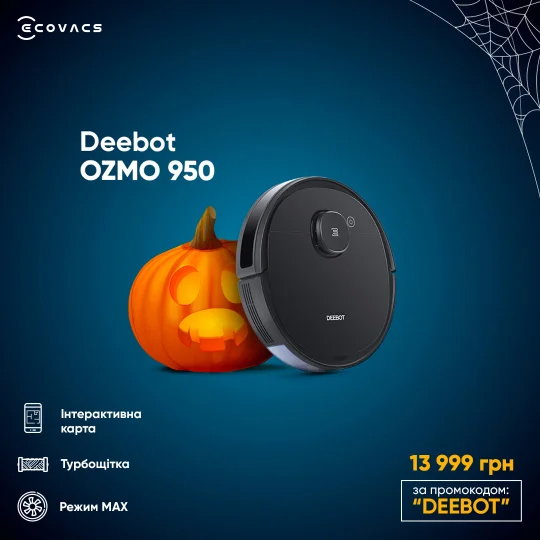 ECOVACS
Deebot
OZMO 950
DEEBOT
Інтерактивна
карта
Турбощітка
Режим MAX
13 999 грн
за промокодом:
“DEEBOT”